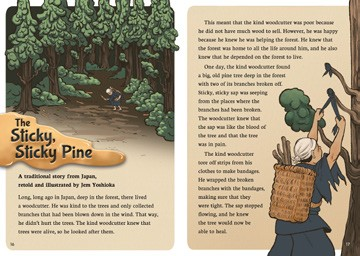 The
Sticky,
Sticky Pine
A traditional story from Japan,
retold and illustrated by Jem Yoshioka
Long, long ago in Japan, deep in the forest, there lived
a woodcutter. He was kind to the trees and only collected
branches that had been blown down in the wind. That way,
he didn't hurt the trees. The kind woodcutter knew that
trees were alive, so he looked after them.
16
This meant that the kind woodcutter was poor because
he did not have much wood to sell. However, he was happy
because he knew he was helping the forest. He knew that
the forest was home to all the life around him, and he also
knew that he depended on the forest to live.
One day, the kind woodcutter found
a big, old pine tree deep in the forest
with two of its branches broken off.
Sticky, sticky sap was seeping
from the places where the
branches had been broken.
The woodcutter knew that
the sap was like the blood of
the tree and that the tree
was in pain.
The kind woodcutter
tore off strips from his
clothes to make bandages.
He wrapped the broken
branches with the bandages,
making sure that they
were tight. The sap stopped
flowing, and he knew
the tree would now be
able to heal.
17